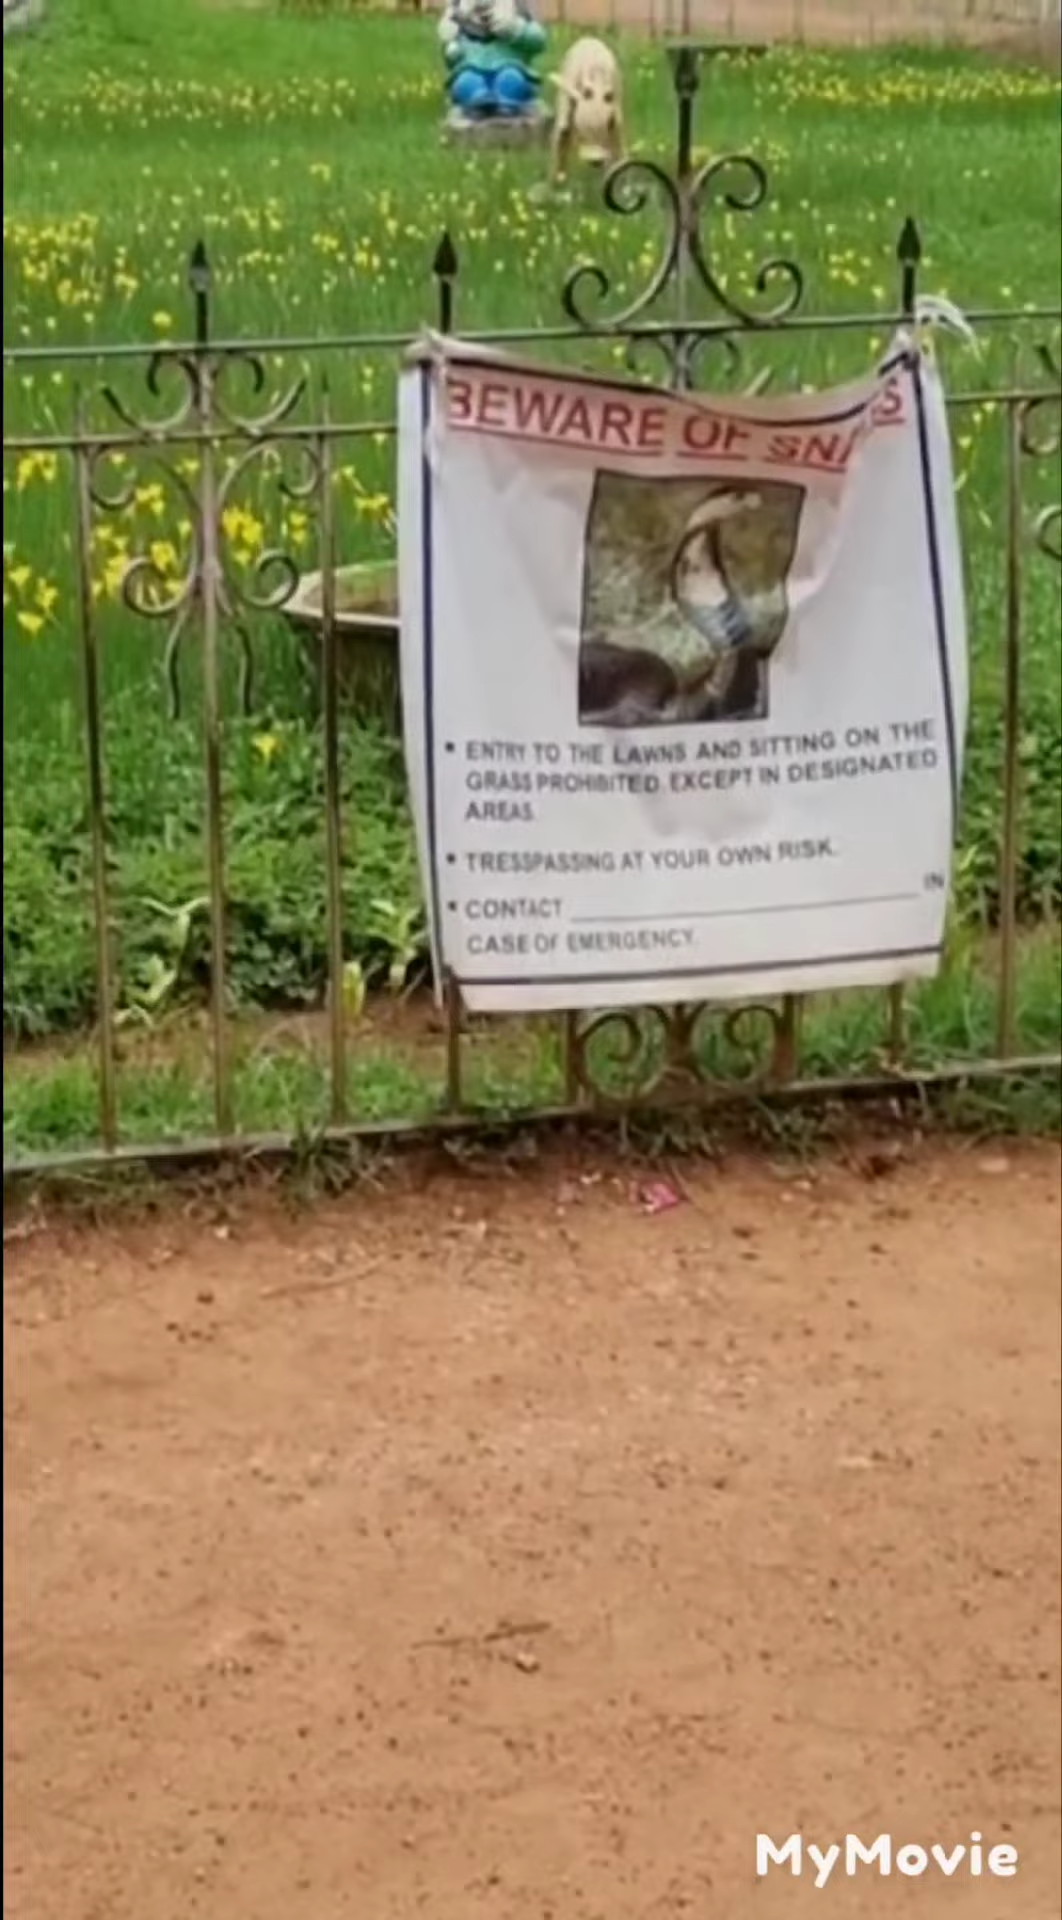 BEWARE OF
• ENTRY TO THE LAWNS AND SITTING ON THE
GRASS PROHIBITED EXCEPT IN DESIGNATED
AREAS
• TRESSPASSING AT YOUR OWN RISK.
• CONTACT ____________________ IN
CASE OF EMERGENCY.
MyMovie